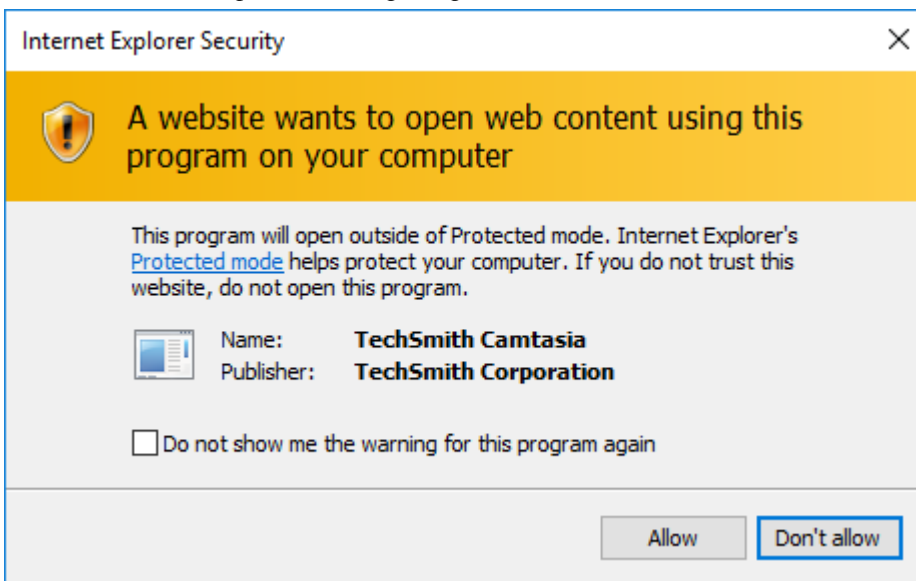 Internet Explorer Security
A website wants to open web content using this
program on your computer
This program will open outside of Protected mode. Internet Explorer's
Protected mode helps protect your computer. If you do not trust this
website, do not open this program.
Name: TechSmith Camtasia
Publisher: TechSmith Corporation
Do not show me the warning for this program again
Allow Don't allow